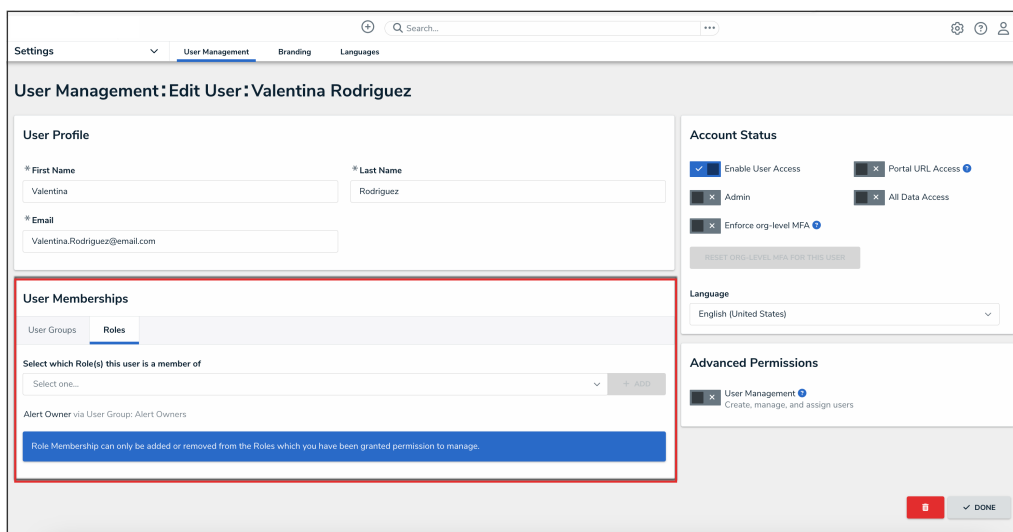 Search...
Settings
User Management
Branding
Languages
User Management:Edit User:Valentina Rodriguez
User Profile
*First Name
*Last Name
Valentina
Rodriguez
*Email
Valentina.Rodriguez@email.com
User Memberships
User Groups
Roles
Select which Role(s) this user is a member of
Select one...
+ ADD
Alert Owner via User Group: Alert Owners
Role Membership can only be added or removed from the Roles which you have been granted permission to manage.
Account Status
Enable User Access
Portal URL Access
Admin
All Data Access
Enforce org-level MFA
RESET ORG-LEVEL MFA FOR THIS USER
Language
English (United States)
Advanced Permissions
User Management
Create, manage, and assign users
DONE